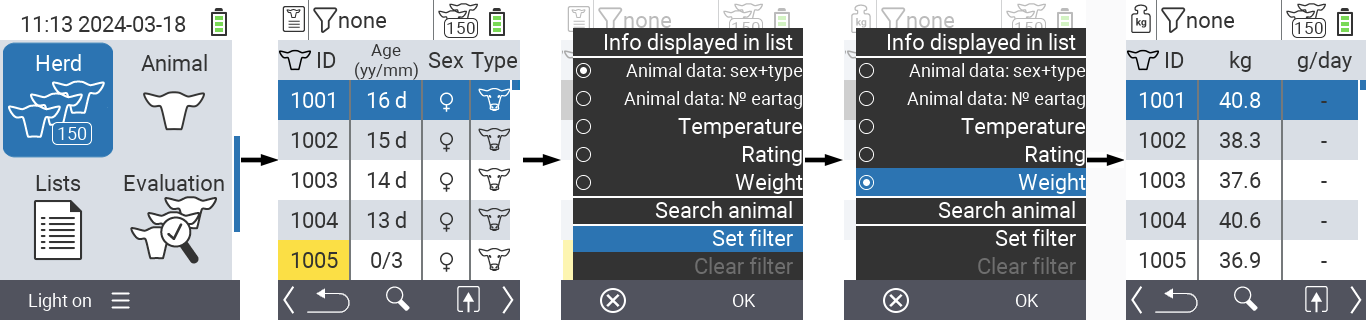 11:13 2024-03-18
Herd
Animal
150
Lists
Evaluation
Light on
none
150
ID Age (yy/mm) Sex Type
1001 16 d ♀
1002 15 d ♀
1003 14 d ♀
1004 13 d ♀
1005 0/3 ♀
none
150
Info displayed in list
Animal data: sex+type
Animal data: № eartag
Temperature
Rating
Weight
Search animal
Set filter
Clear filter
OK
kg
none
150
Info displayed in list
Animal data: sex+type
Animal data: № eartag
Temperature
Rating
Weight
Search animal
Set filter
Clear filter
OK
kg
none
150
ID kg g/day
1001 40.8 -
1002 38.3 -
1003 37.6 -
1004 40.6 -
1005 36.9 -